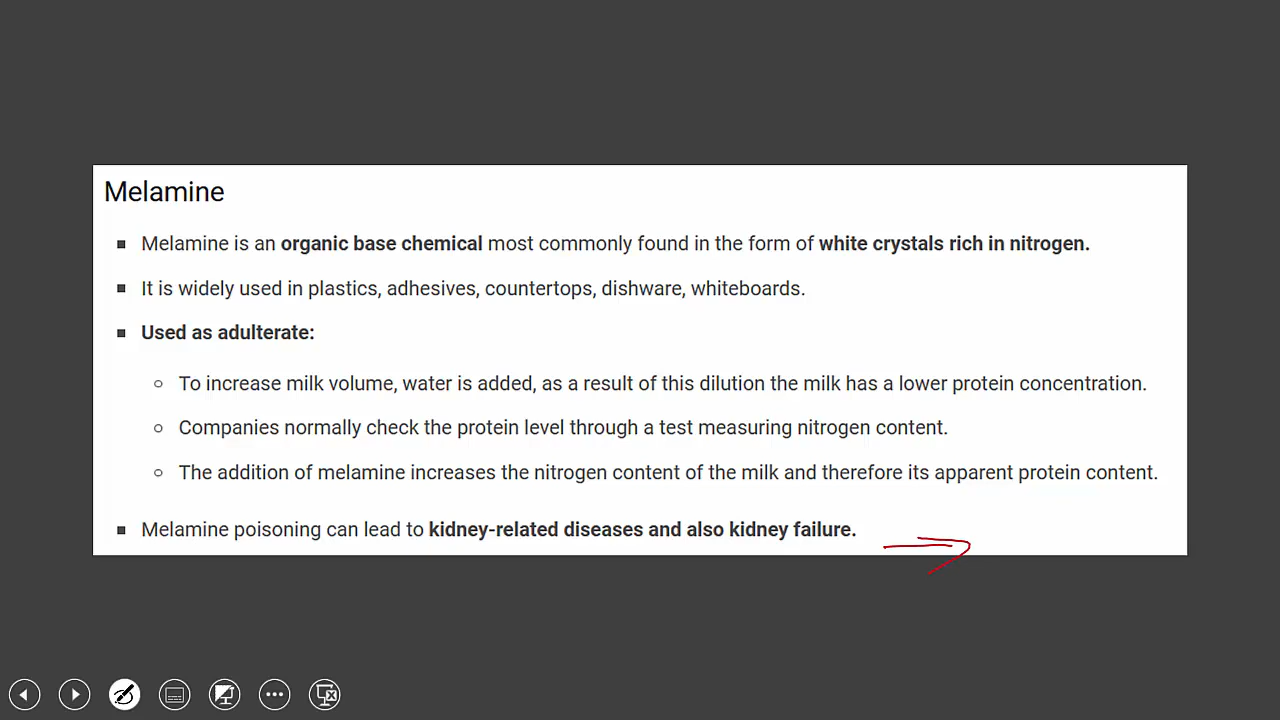 Melamine
▪ Melamine is an organic base chemical most commonly found in the form of white crystals rich in nitrogen.
▪ It is widely used in plastics, adhesives, countertops, dishware, whiteboards.
▪ Used as adulterate:
○ To increase milk volume, water is added, as a result of this dilution the milk has a lower protein concentration.
○ Companies normally check the protein level through a test measuring nitrogen content.
○ The addition of melamine increases the nitrogen content of the milk and therefore its apparent protein content.
▪ Melamine poisoning can lead to kidney-related diseases and also kidney failure.